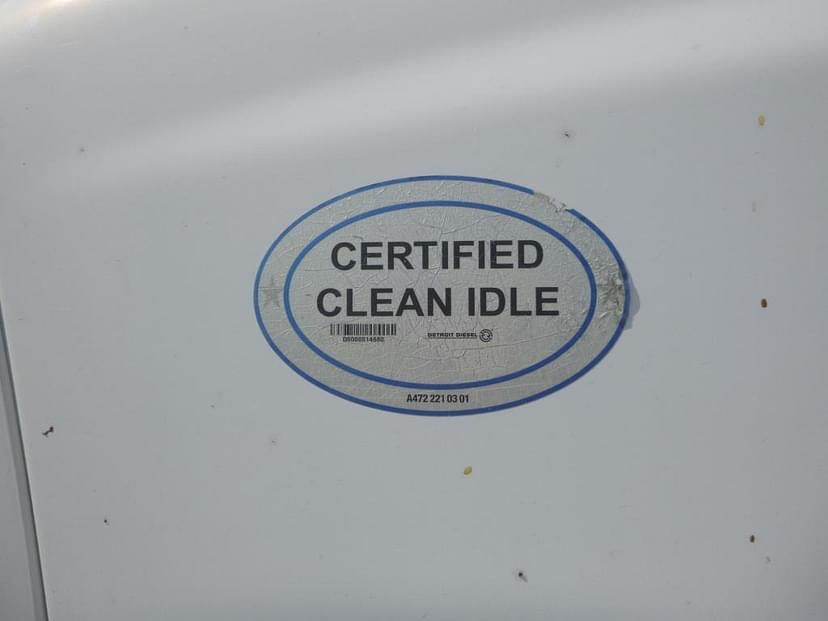 CERTIFIED
CLEAN IDLE
DETROIT DIESEL
A472 221 03 01